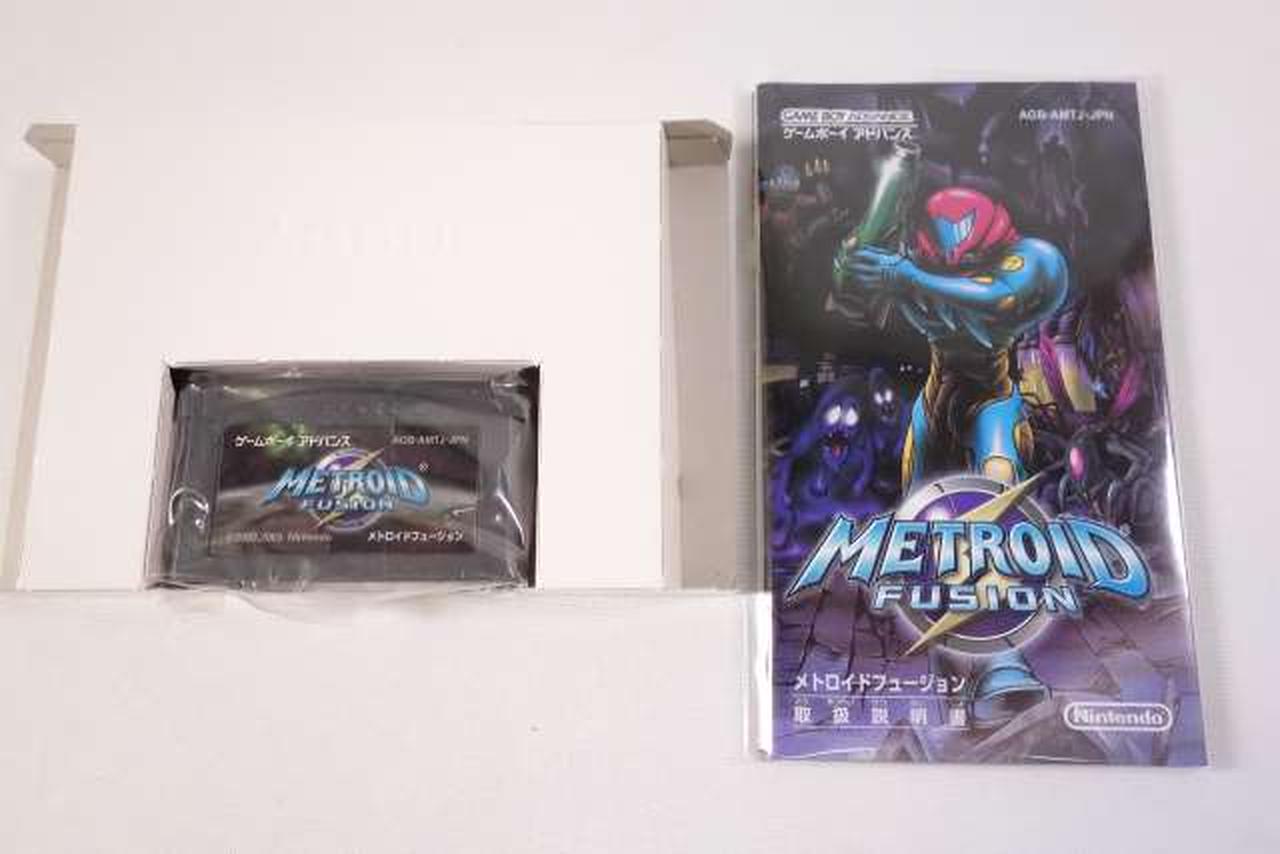 ゲームボーイ アドバンス
AGB-AMTJ-JPN
METROID®
FUSION
Nintendo
メトロイドフュージョン
GAME BOY ADVANCE
ゲームボーイ アドバンス
AGB-AMTJ-JPN
METROID
FUSION
メトロイドフュージョン
取扱説明書
Nintendo